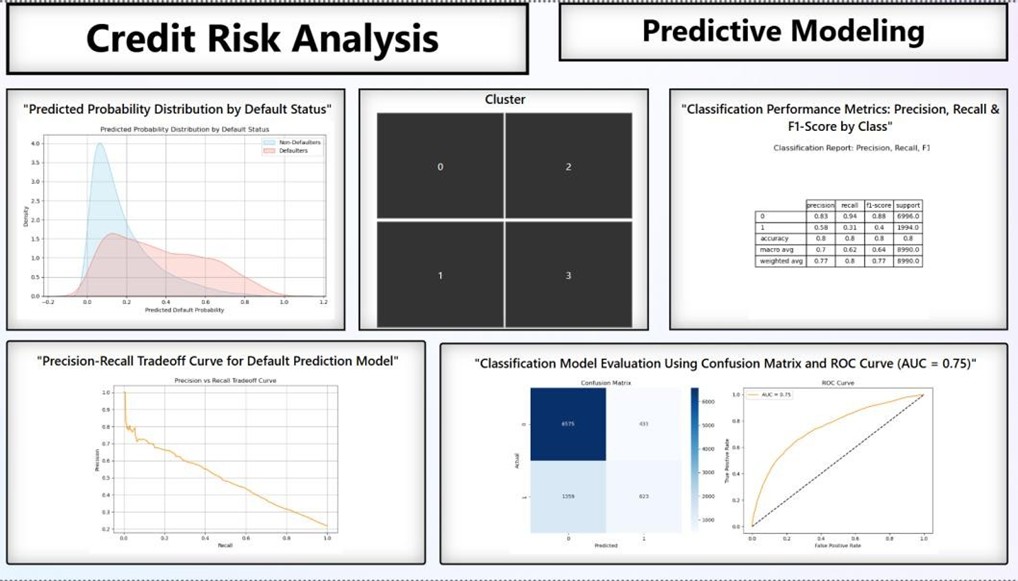 Credit Risk Analysis
Predictive Modeling
"Predicted Probability Distribution by Default Status"
Predicted Probability Distribution by Default Status
Non-Defaulters
Defaulters
4.0
3.5
3.0
2.5
2.0
1.5
1.0
0.5
0.0
Density
−0.2 0.0 0.2 0.4 0.6 0.8 1.0 1.2
Predicted Default Probability
Cluster
0 2
1 3
"Classification Performance Metrics: Precision, Recall &
F1-Score by Class"
Classification Report: Precision, Recall, F1
precision recall f1-score support
0 0.83 0.94 0.88 6996.0
1 0.58 0.31 0.4 1994.0
accuracy 0.8 0.8 0.8 0.8
macro avg 0.7 0.62 0.64 8990.0
weighted avg 0.77 0.8 0.77 8990.0
"Precision-Recall Tradeoff Curve for Default Prediction Model"
Precision vs Recall Tradeoff Curve
1.0
0.9
0.8
0.7
0.6
0.5
0.4
0.3
0.2
Precision
0.0 0.2 0.4 0.6 0.8 1.0
Recall
"Classification Model Evaluation Using Confusion Matrix and ROC Curve (AUC = 0.75)"
Confusion Matrix
0
1
Actual
1359 623
0 1
Predicted
6000
5000
4000
3000
2000
1000
ROC Curve
AUC = 0.75
1.0
0.8
0.6
0.4
0.2
0.0
True Positive Rate
0.0 0.2 0.4 0.6 0.8 1.0
False Positive Rate